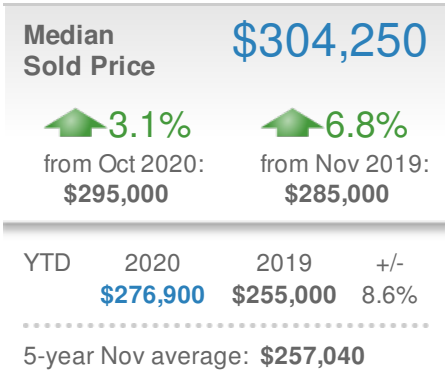 Median $304,250
Sold Price
3.1% 6.8%
from Oct 2020: from Nov 2019:
$295,000 $285,000
YTD 2020 2019 +/-
$276,900 $255,000 8.6%
5-year Nov average: $257,040